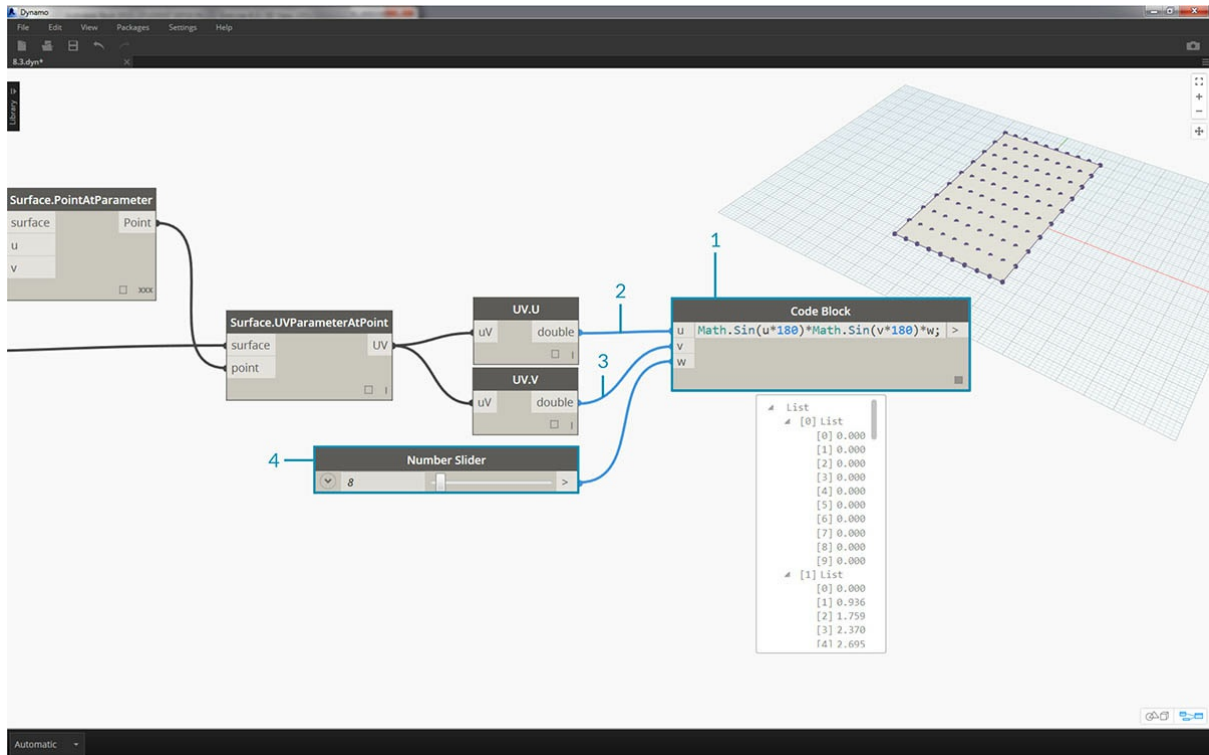 Dynamo
File Edit View Packages Settings Help
8.3.dyn*
Library
Surface.PointAtParameter
surface Point
u
v
xxx
Surface.UVParameterAtPoint
surface UV
point
UV.U
uV double
UV.V
uV double
Number Slider
8 >
Code Block
u Math.Sin(u*180)*Math.Sin(v*180)*w; >
v
w
1
2
3
4
List
[0] List
[0] 0.000
[1] 0.000
[2] 0.000
[3] 0.000
[4] 0.000
[5] 0.000
[6] 0.000
[7] 0.000
[8] 0.000
[9] 0.000
[1] List
[0] 0.000
[1] 0.936
[2] 1.759
[3] 2.370
[4] 2.695
Automatic